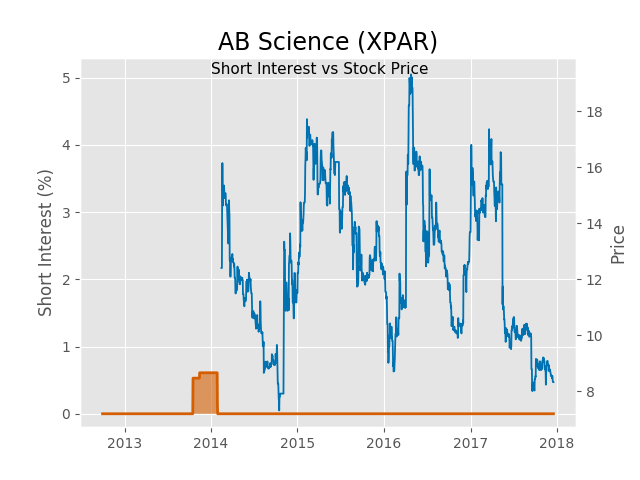 AB Science (XPAR)
Short Interest vs Stock Price
Short Interest (%)
5
4
3
2
1
0
18
16
14
12
10
8
Price
2013 2014 2015 2016 2017 2018